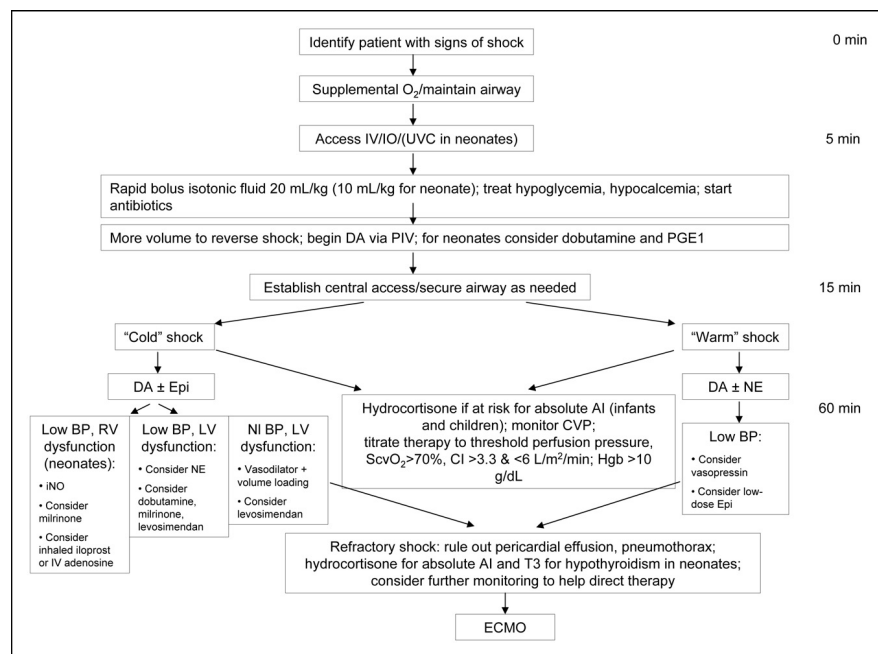 Identify patient with signs of shock
0 min
Supplemental O₂/maintain airway
Access IV/IO/(UVC in neonates)
5 min
Rapid bolus isotonic fluid 20 mL/kg (10 mL/kg for neonate); treat hypoglycemia, hypocalcemia; start
antibiotics
More volume to reverse shock; begin DA via PIV; for neonates consider dobutamine and PGE1
Establish central access/secure airway as needed
15 min
“Cold” shock
“Warm” shock
DA ± Epi
DA ± NE
60 min
Low BP, RV
dysfunction
(neonates):
• iNO
• Consider
milrinone
• Consider
inhaled iloprost
or IV adenosine
Low BP, LV
dysfunction:
• Consider NE
• Consider
dobutamine,
milrinone,
levosimendan
Nl BP, LV
dysfunction:
• Vasodilator +
volume loading
• Consider
levosimendan
Hydrocortisone if at risk for absolute AI (infants
and children); monitor CVP;
titrate therapy to threshold perfusion pressure,
ScvO₂>70%, CI >3.3 & <6 L/m²/min; Hgb >10
g/dL
Low BP:
• Consider
vasopressin
• Consider low-
dose Epi
Refractory shock: rule out pericardial effusion, pneumothorax;
hydrocortisone for absolute AI and T3 for hypothyroidism in neonates;
consider further monitoring to help direct therapy
ECMO